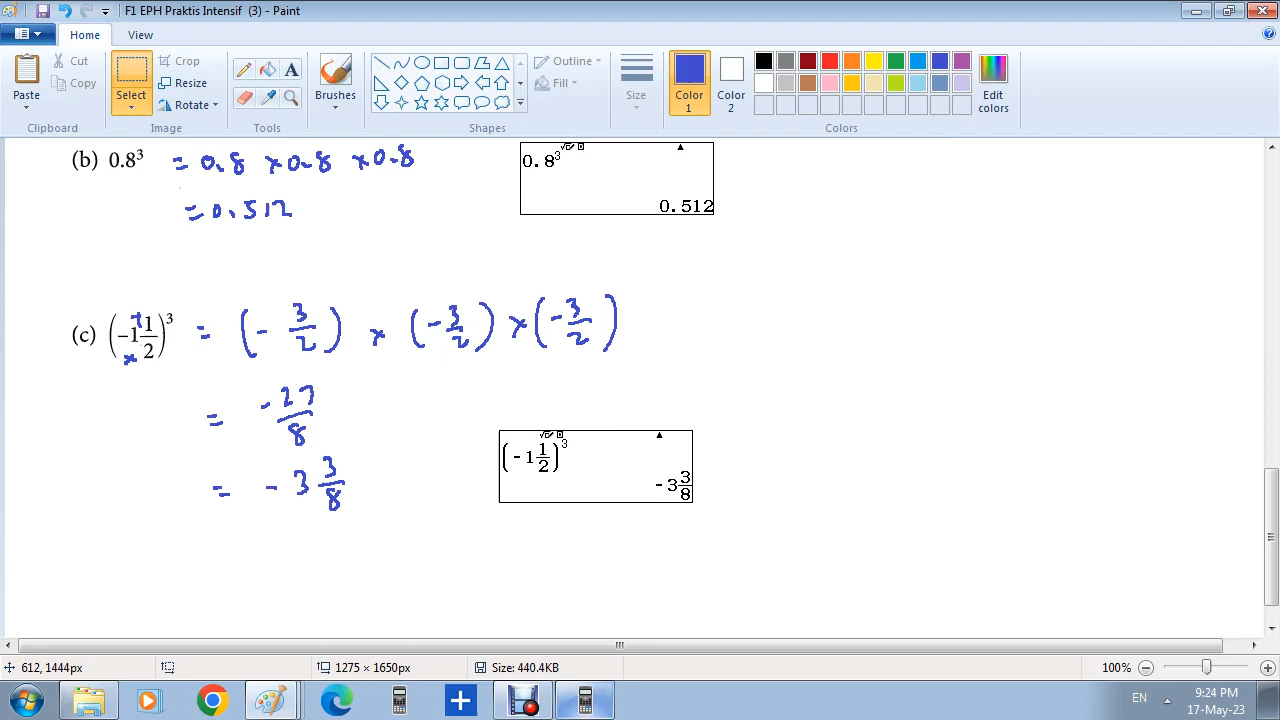 F1 EPH Praktis Intensif (3) - Paint
Home View
Paste
Cut
Copy
Clipboard
Select
Crop
Resize
Rotate
Image
Tools
Brushes
Shapes
Outline
Fill
Size
Color 1
Color 2
Edit colors
Colors
(b) 0.8³ = 0.8 × 0.8 × 0.8
= 0.512
0.8³
0.512
(c) (−1 1/2)³ = (− 3/2) × (− 3/2) × (− 3/2)
= −27/8
= − 3 3/8
(−1 1/2)³
−3 3/8
612, 1444px
1275 × 1650px
Size: 440.4KB
100%
EN
9:24 PM
17-May-23